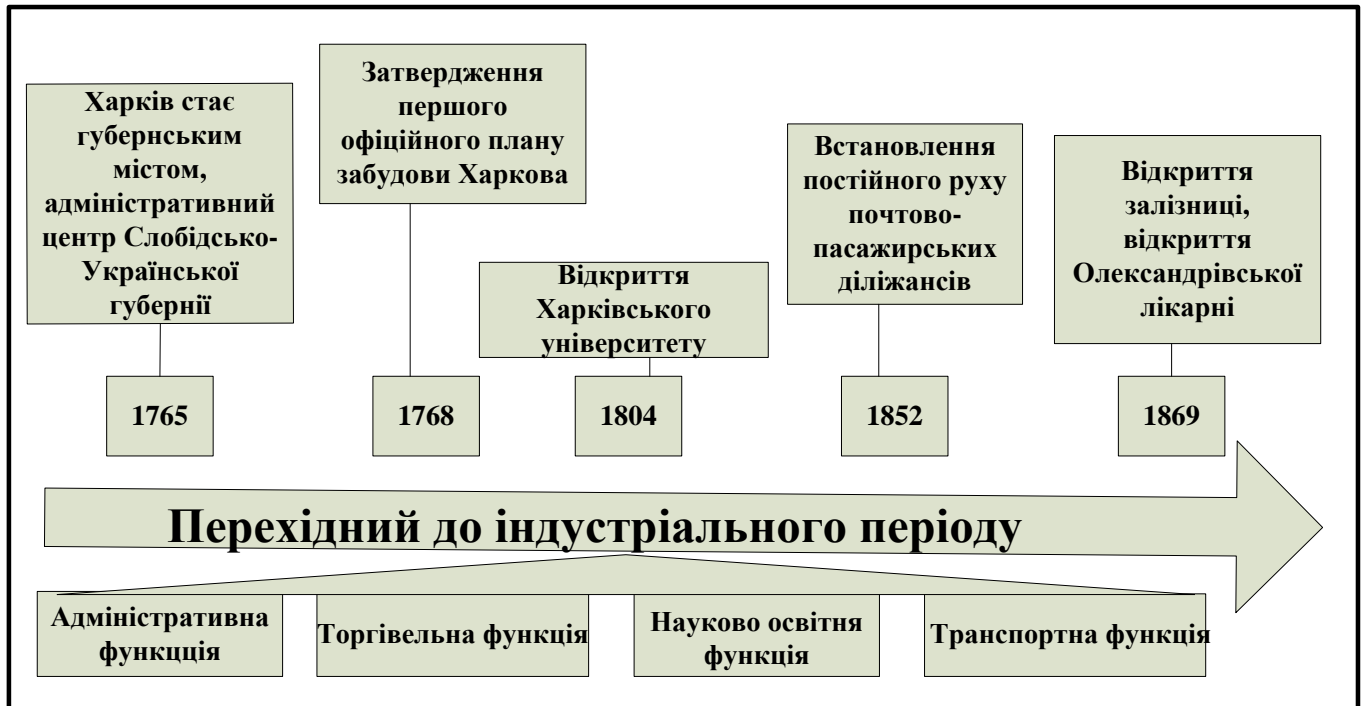 Харків стає
губернським
містом,
адміністративний
центр Слобідсько-
Української
губернії
Затвердження
першого
офіційного плану
забудови Харкова
Відкриття
Харківського
університету
Встановлення
постійного руху
почтово-
пасажирських
діліжансів
Відкриття
залізниці,
відкриття
Олександрівської
лікарні
1765
1768
1804
1852
1869
Перехідний до індустріального періоду
Адміністративна
функцція
Торгівельна функція
Науково освітня
функція
Транспортна функція